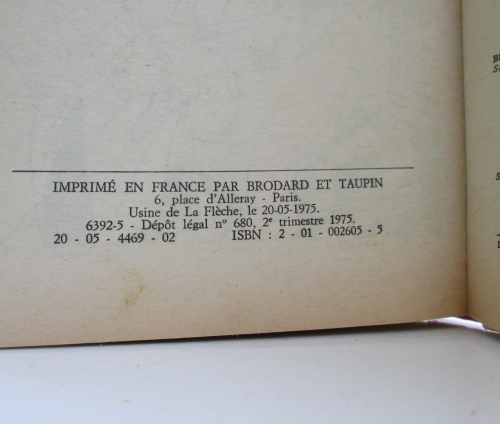 IMPRIMÉ EN FRANCE PAR BRODARD ET TAUPIN
6, place d'Alleray - Paris.
Usine de La Flèche, le 20-05-1975.
6392-5 - Dépôt légal n° 680, 2e trimestre 1975.
20 - 05 - 4469 - 02 ISBN : 2 - 01 - 002605 - 5